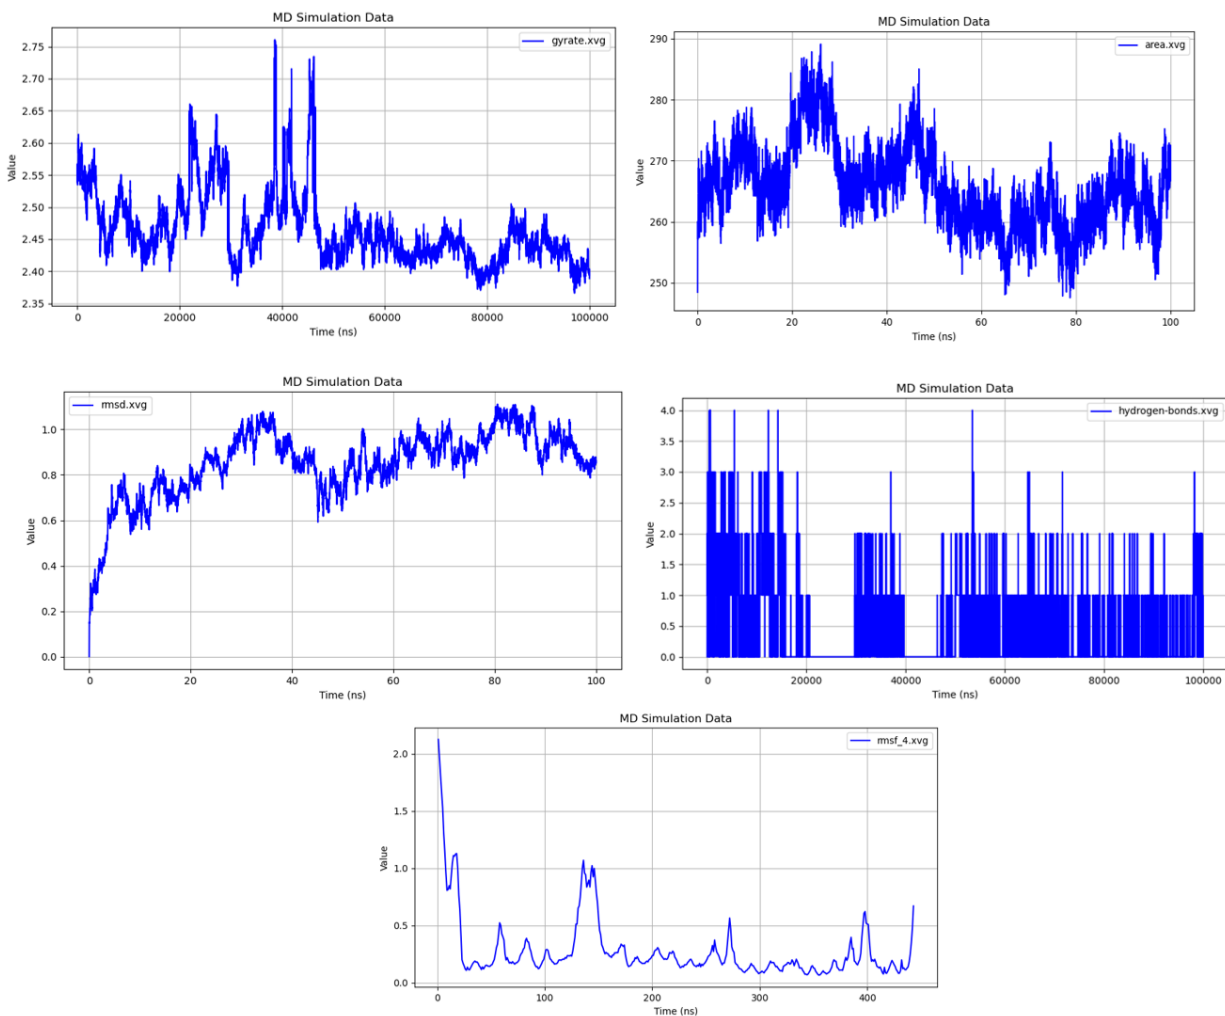 MD Simulation Data
gyrate.xvg
Value
2.75
2.70
2.65
2.60
2.55
2.50
2.45
2.40
2.35
0 20000 40000 60000 80000 100000
Time (ns)
MD Simulation Data
area.xvg
Value
290
280
270
260
250
0 20 40 60 80 100
Time (ns)
MD Simulation Data
rmsd.xvg
Value
1.0
0.8
0.6
0.4
0.2
0.0
0 20 40 60 80 100
Time (ns)
MD Simulation Data
hydrogen-bonds.xvg
Value
4.0
3.5
3.0
2.5
2.0
1.5
1.0
0.5
0.0
0 20000 40000 60000 80000 100000
Time (ns)
MD Simulation Data
rmsf_4.xvg
Value
2.0
1.5
1.0
0.5
0.0
0 100 200 300 400
Time (ns)